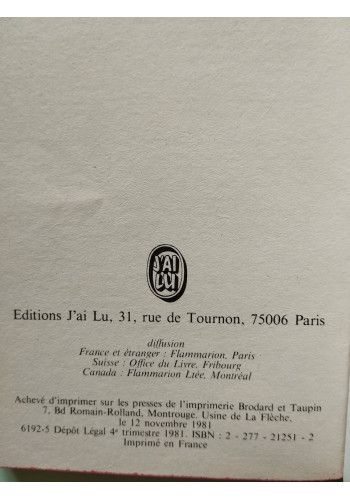 J'AI
LU
Editions J'ai Lu, 31, rue de Tournon, 75006 Paris
diffusion
France et étranger : Flammarion, Paris
Suisse : Office du Livre, Fribourg
Canada : Flammarion Ltée, Montréal
Achevé d'imprimer sur les presses de l'imprimerie Brodard et Taupin
7, Bd Romain-Rolland, Montrouge. Usine de La Flèche,
le 12 novembre 1981
6192-5 Dépôt Légal 4e trimestre 1981. ISBN : 2 - 277 - 21251 - 2
Imprimé en France